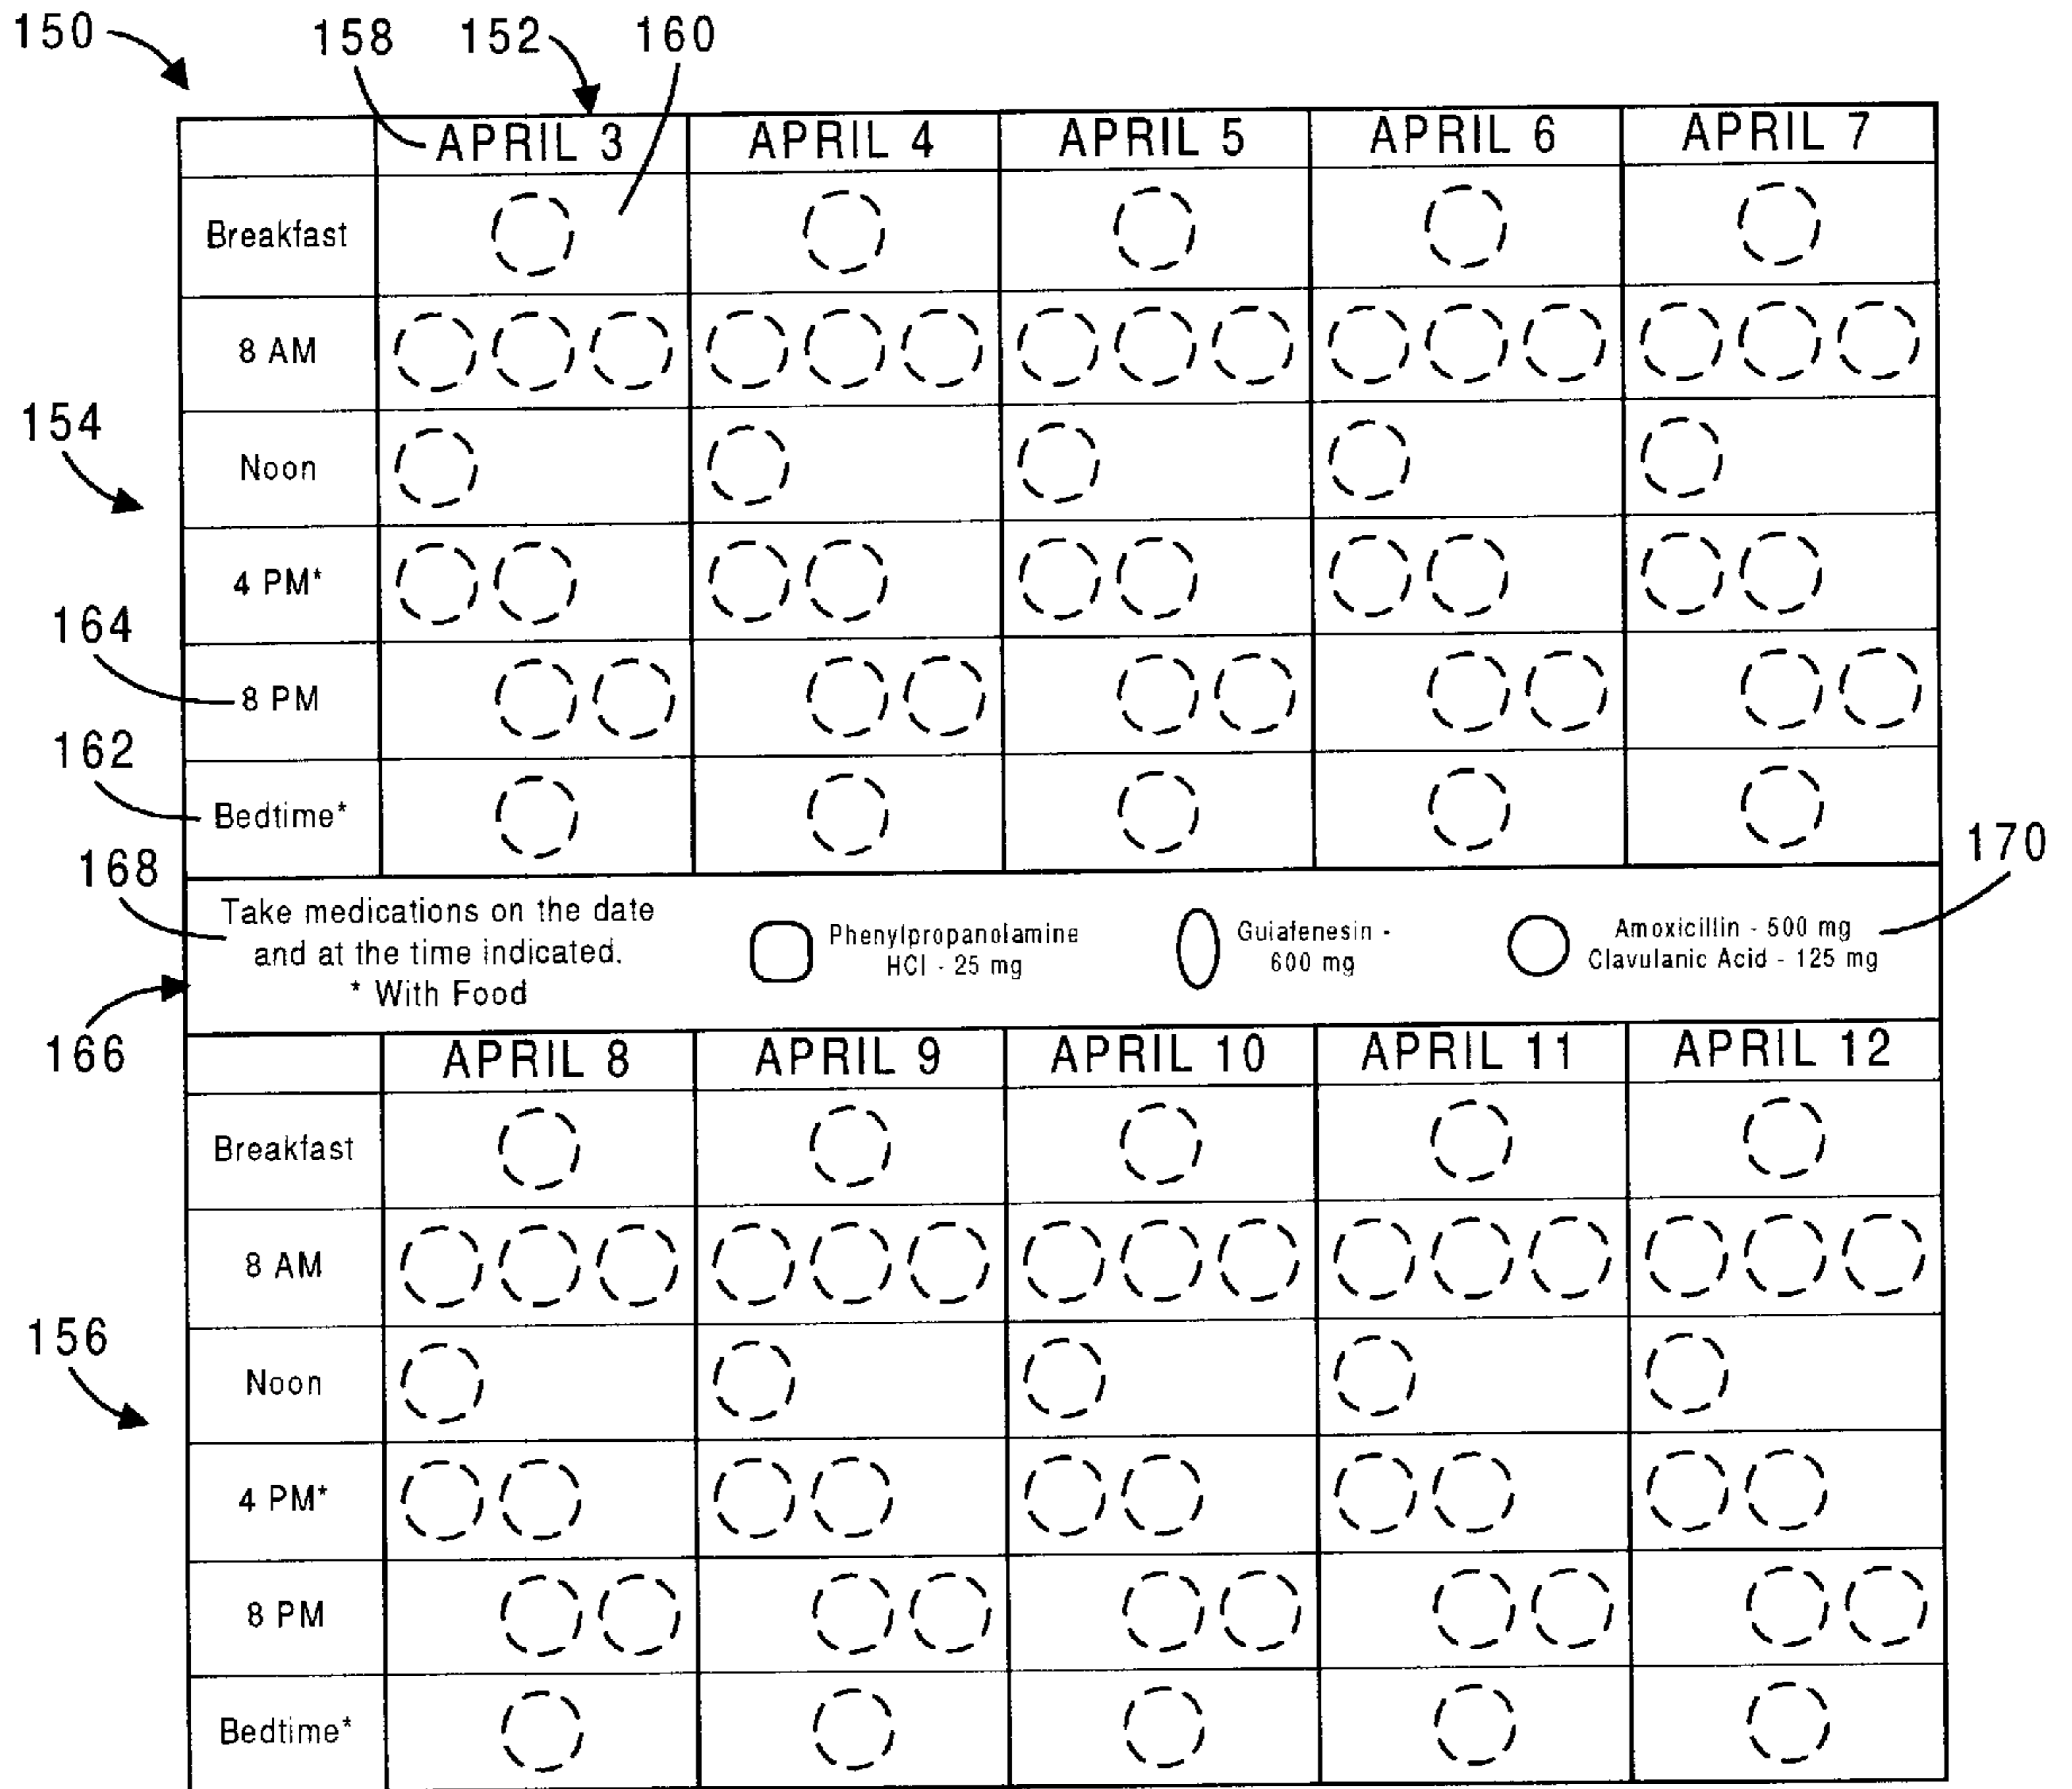 150 158 152 160
APRIL 3 APRIL 4 APRIL 5 APRIL 6 APRIL 7
Breakfast
8 AM
154
Noon
4 PM*
164
8 PM
162
Bedtime*
168
170
Take medications on the date
and at the time indicated.
* With Food
Phenylpropanolamine
HCl - 25 mg
Guiafenesin -
600 mg
Amoxicillin - 500 mg
Clavulanic Acid - 125 mg
166
APRIL 8 APRIL 9 APRIL 10 APRIL 11 APRIL 12
Breakfast
8 AM
156
Noon
4 PM*
8 PM
Bedtime*